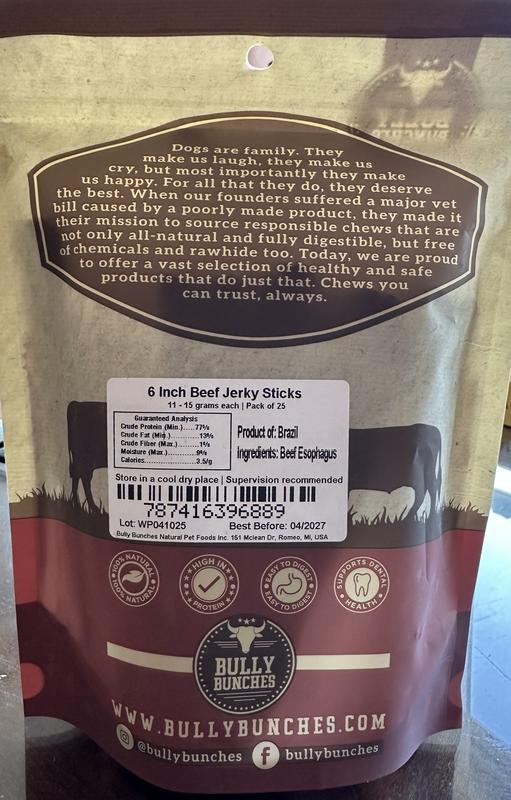 BULLY
BUNCHES
Dogs are family. They
make us laugh, they make us
cry, but most importantly they make
us happy. For all that they do, they deserve
the best. When our founders suffered a major vet
bill caused by a poorly made product, they made it
their mission to source responsible chews that are
not only all-natural and fully digestible, but free
of chemicals and rawhide too. Today, we are proud
to offer a vast selection of healthy and safe
products that do just that. Chews you
can trust, always.
6 Inch Beef Jerky Sticks
11 - 15 grams each | Pack of 25
Guaranteed Analysis
Crude Protein (Min.).....77%
Crude Fat (Min.)..........13%
Crude Fiber (Max.).........1%
Moisture (Max.)............9%
Calories....................3.5/g
Product of: Brazil
Ingredients: Beef Esophagus
Store in a cool dry place | Supervision recommended
787416396889
Lot: WP041025 Best Before: 04/2027
Bully Bunches Natural Pet Foods Inc. 151 Mclean Dr, Romeo, MI, USA
100% NATURAL 100% NATURAL
HIGH IN PROTEIN
EASY TO DIGEST EASY TO DIGEST
SUPPORTS DENTAL HEALTH
BULLY
BUNCHES
WWW.BULLYBUNCHES.COM
@bullybunches f bullybunches